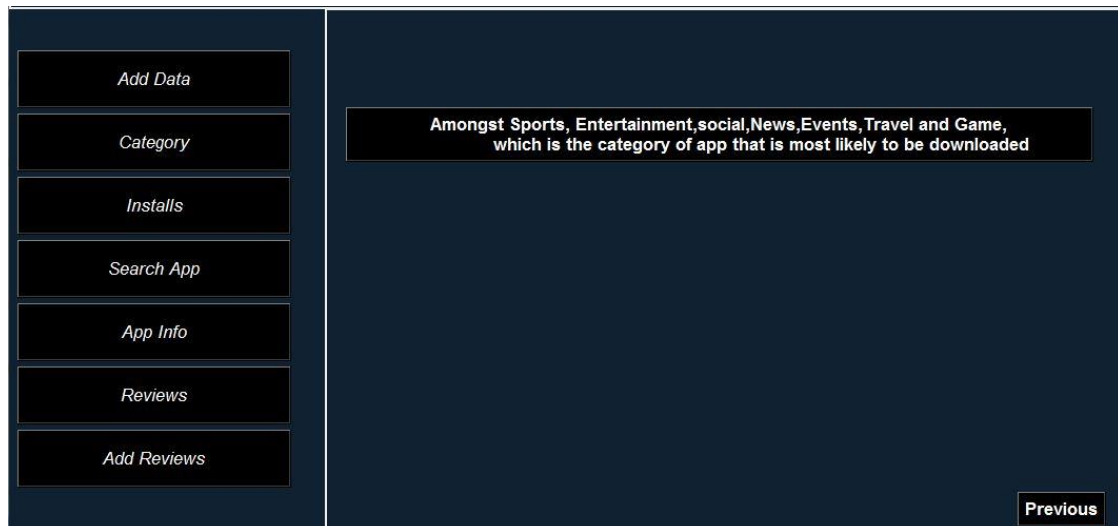 Add Data
Category
Installs
Search App
App Info
Reviews
Add Reviews
Amongst Sports, Entertainment,social,News,Events,Travel and Game,
which is the category of app that is most likely to be downloaded
Previous